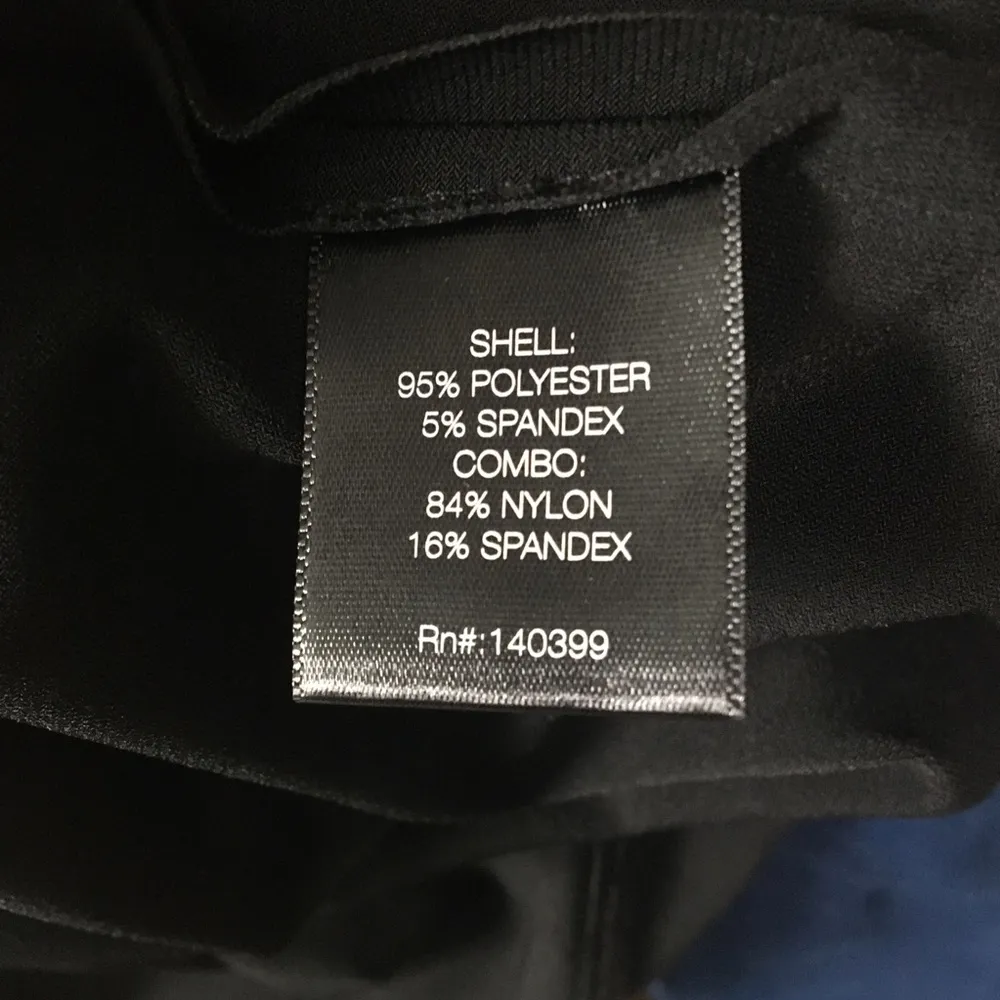 SHELL:
95% POLYESTER
5% SPANDEX
COMBO:
84% NYLON
16% SPANDEX
Rn#:140399